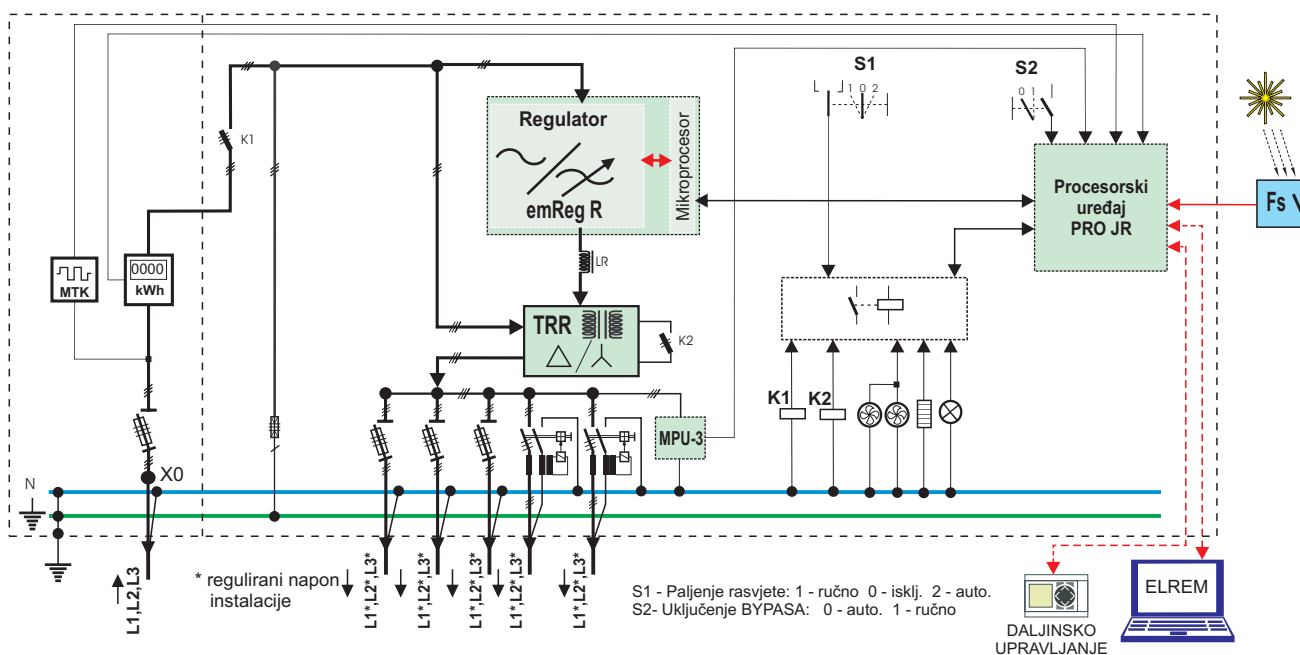 S1
L 1 0 2
S2
0 1
K1
Regulator
emReg R
Mikroprocesor
Procesorski
uređaj
PRO JR
Fs
MTK
0000
kWh
LR
TRR
K2
K1
K2
MPU-3
X0
N
L1,L2,L3
* regulirani napon
instalacije
L1*,L2*,L3*
L1*,L2*,L3*
L1*,L2*,L3*
L1*,L2*,L3*
L1*,L2*,L3*
S1 - Paljenje rasvjete: 1 - ručno 0 - isklj. 2 - auto.
S2- Uključenje BYPASA: 0 - auto. 1 - ručno
DALJINSKO
UPRAVLJANJE
ELREM